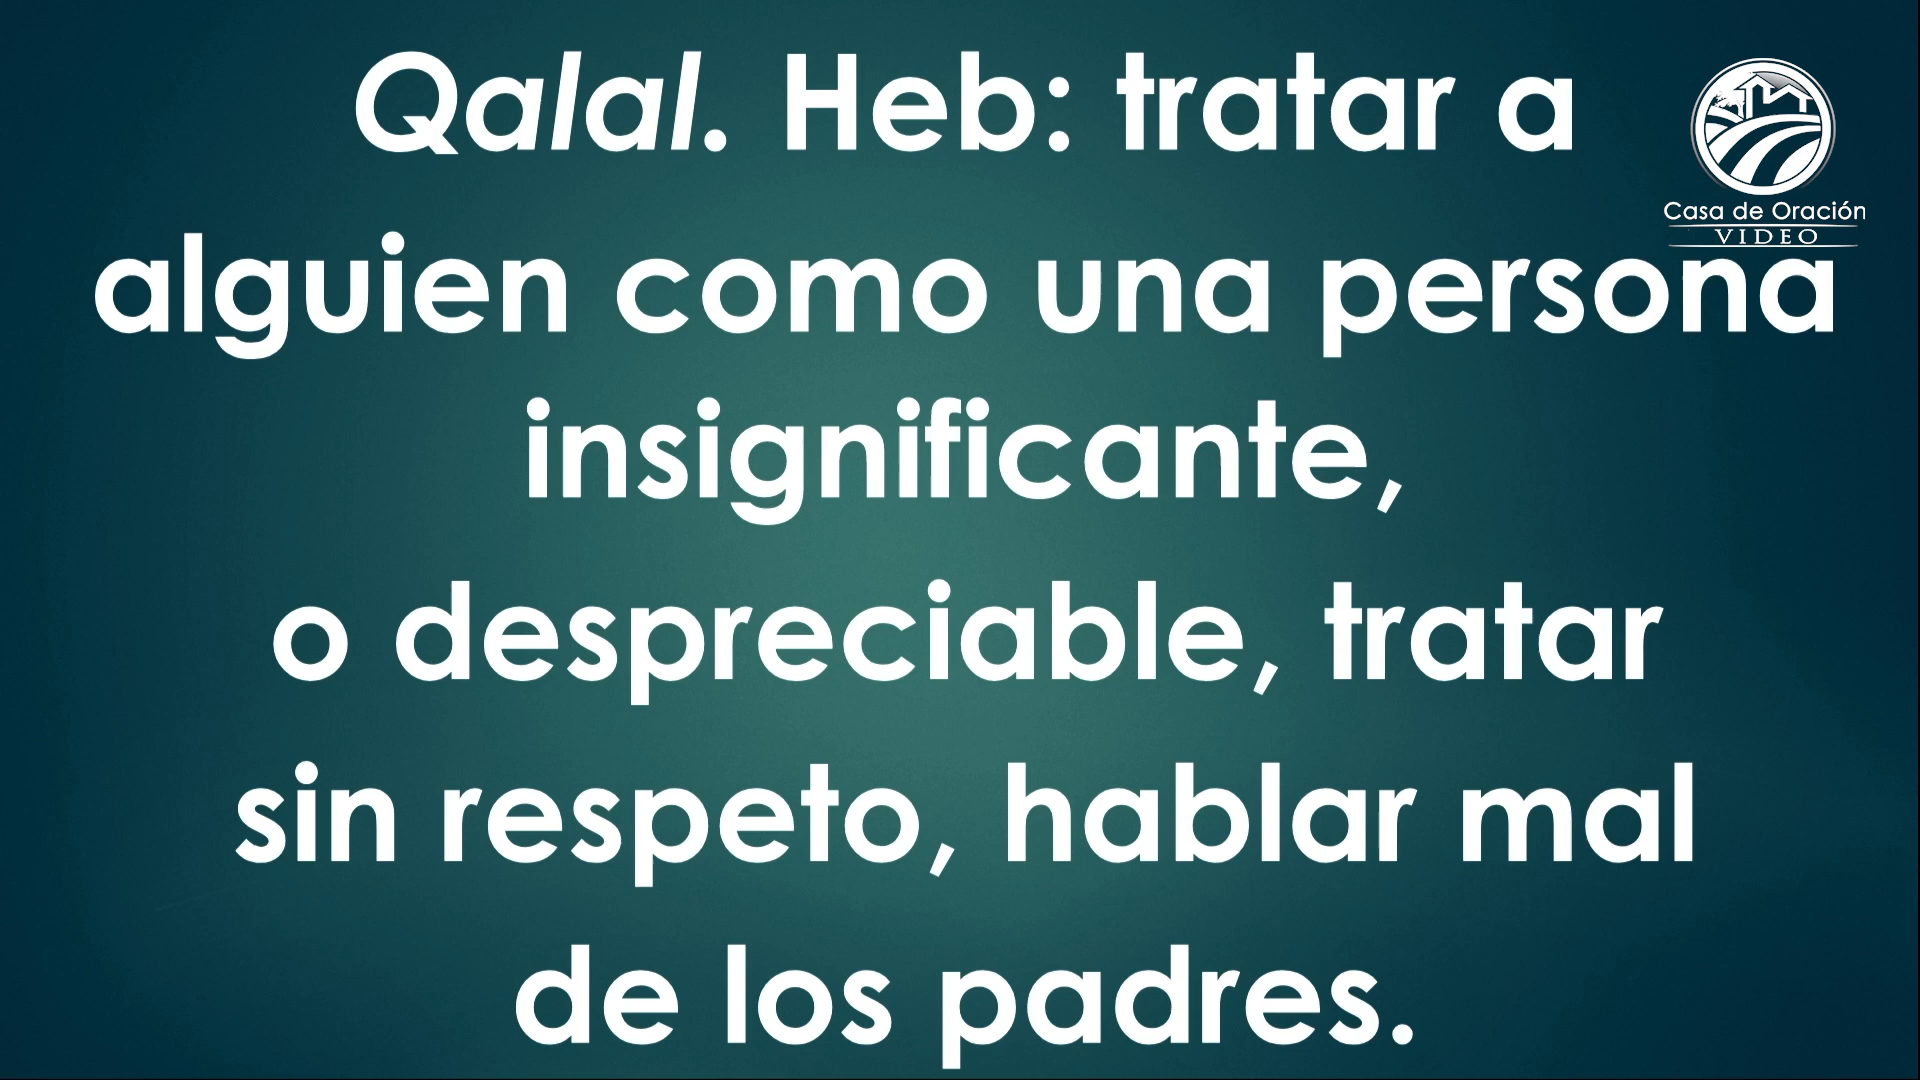 Qalal. Heb: tratar a
alguien como una persona
insignificante,
o despreciable, tratar
sin respeto, hablar mal
de los padres.
Casa de Oración
VIDEO